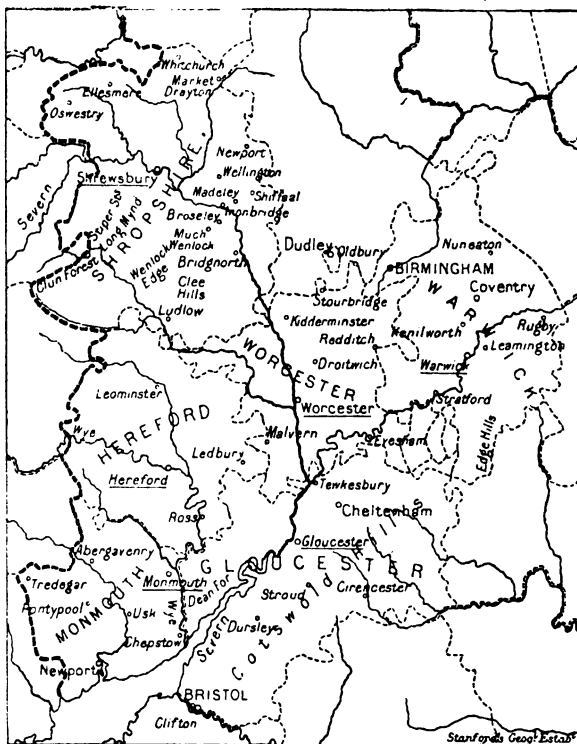 Whitchurch
Market
Drayton
Ellesmere
Oswestry
Newport
Wellington
Shrewsbury
Madeley
Shiffnal
Ironbridge
Broseley
SHROPSHIRE.
Severn
Long Mynd
Much
Wenlock
Wenlock
Edge
Bridgnorth
Clun Forest
Clee
Hills
Ludlow
Dudley
Oldbury
Nuneaton
BIRMINGHAM
Coventry
Stourbridge
Kidderminster
Redditch
Kenilworth
Rugby
Leamington
WARWICK
Droitwich
Warwick
WORCESTER
Worcester
Stratford
Leominster
HEREFORD
Malvern
Evesham
Edge Hills
Wye
Ledbury
Hereford
Tewkesbury
Cheltenham
Ross
Gloucester
Abergavenny
GLOUCESTER
Monmouth
Tredegar
Dean For
Cirencester
Stroud
Pontypool
MONMOUTH
Usk
Wye
Cotswold Hills
Dursley
Chepstow
Severn
Newport
BRISTOL
Clifton
Stanford's Geog! Estabt